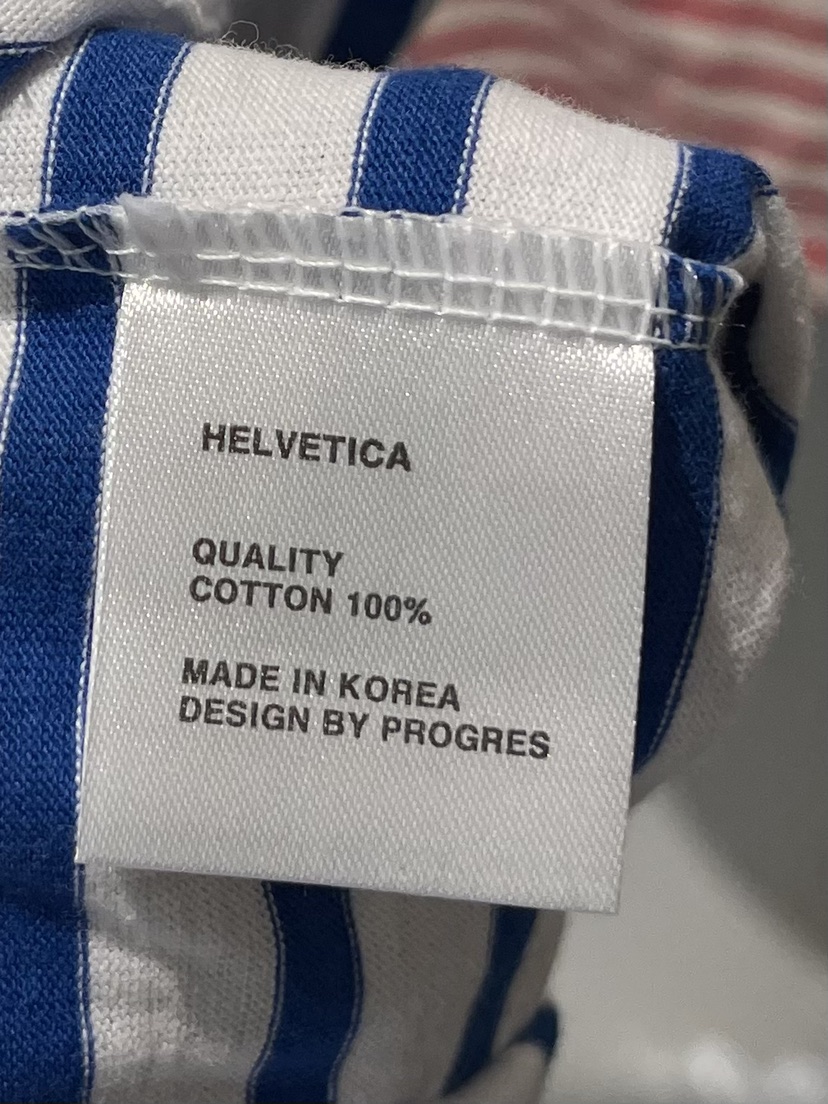 HELVETICA
QUALITY
COTTON 100%
MADE IN KOREA
DESIGN BY PROGRES